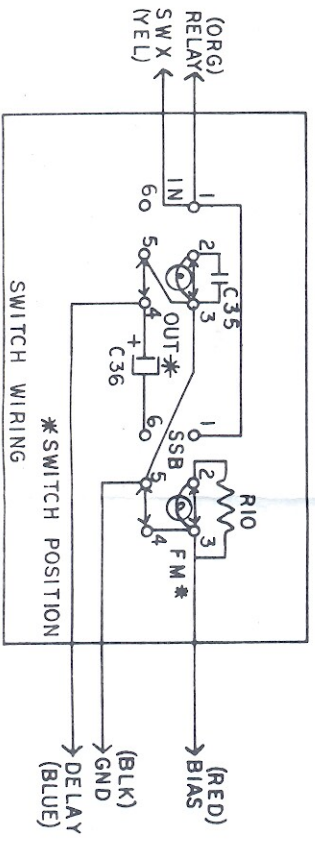 (ORG)
RELAY
SWX
(YEL)
IN
1
6
2
5
C35
3
4
OUT*
+
C36
1
6
SSB
2
5
R10
3
4
FM*
(RED)
BIAS
(BLK)
GND
DELAY
(BLUE)
*SWITCH POSITION
SWITCH WIRING